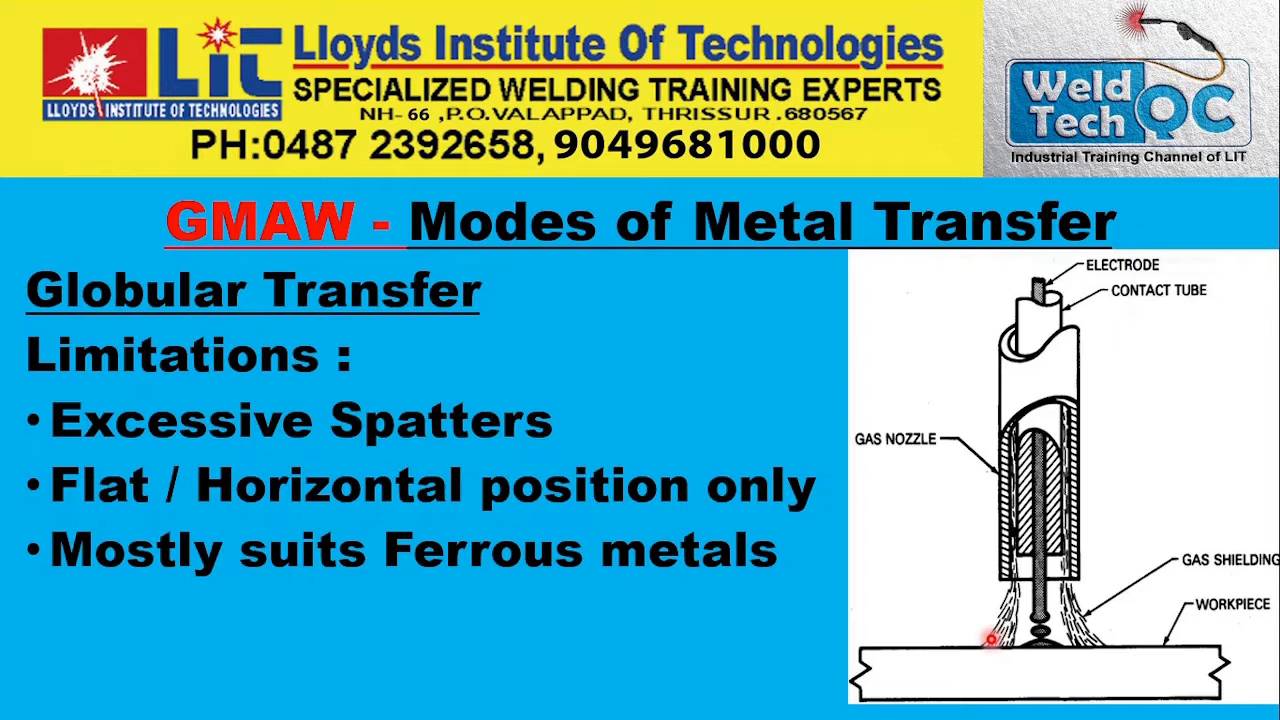 LiT
LLOYDS INSTITUTE OF TECHNOLOGIES
Lloyds Institute Of Technologies
SPECIALIZED WELDING TRAINING EXPERTS
NH- 66 ,P.O.VALAPPAD, THRISSUR .680567
PH:0487 2392658, 9049681000
Weld
Tech QC
Industrial Training Channel of LIT
GMAW - Modes of Metal Transfer
Globular Transfer
Limitations :
•Excessive Spatters
•Flat / Horizontal position only
•Mostly suits Ferrous metals
ELECTRODE
CONTACT TUBE
GAS NOZZLE
GAS SHIELDING
WORKPIECE